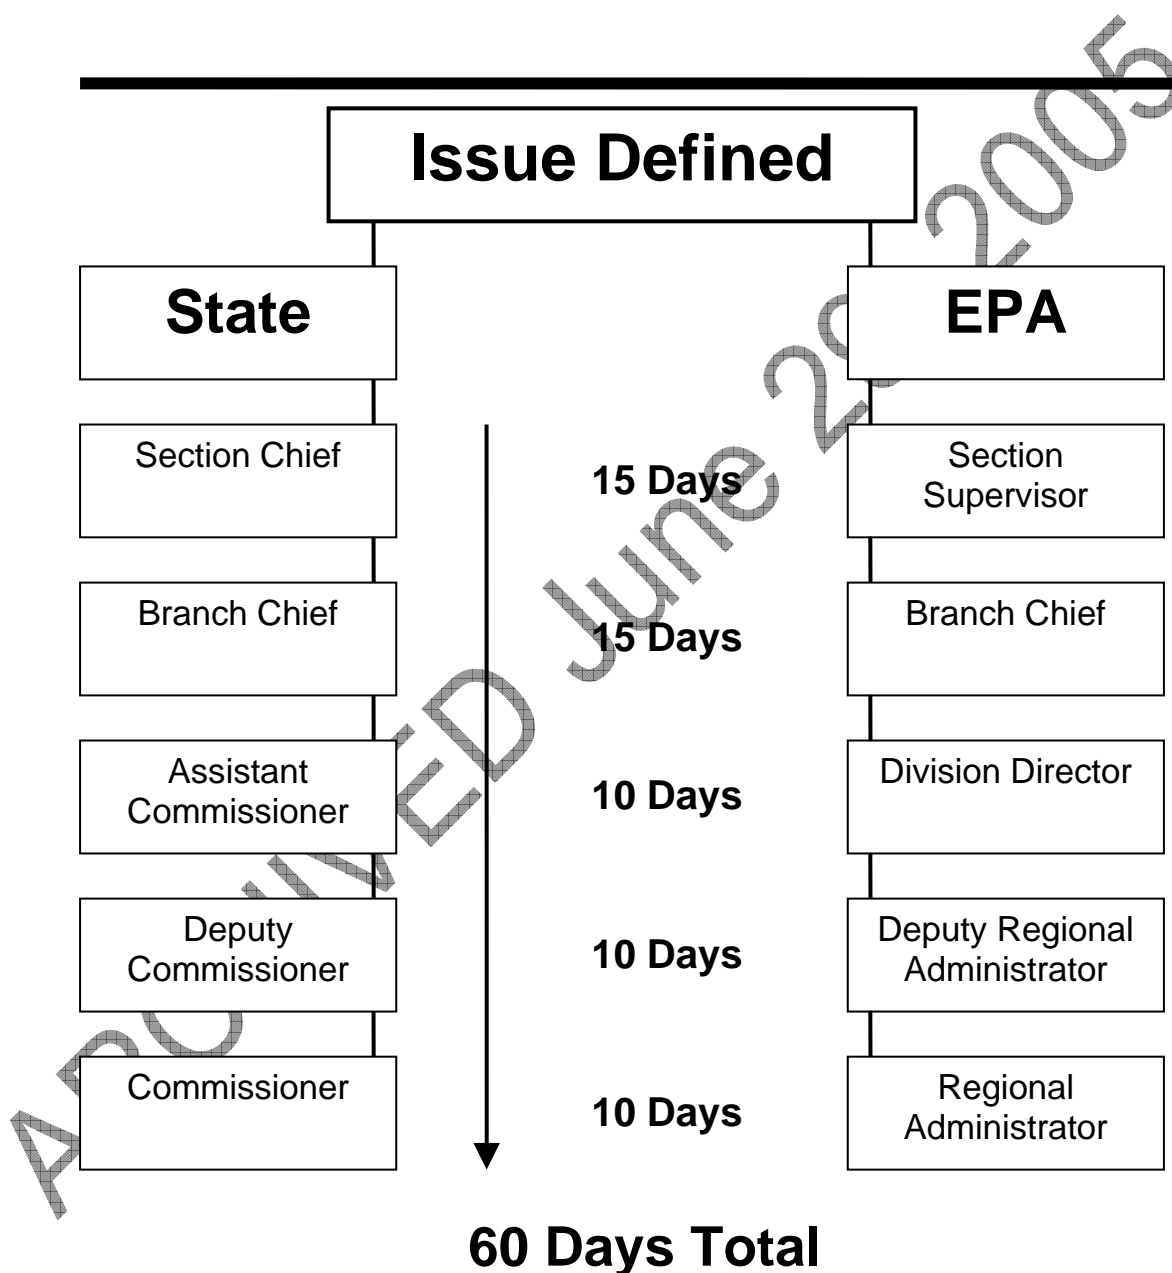 Issue Defined
State
EPA
Section Chief
15 Days
Section
Supervisor
Branch Chief
15 Days
Branch Chief
Assistant
Commissioner
10 Days
Division Director
Deputy
Commissioner
10 Days
Deputy Regional
Administrator
Commissioner
10 Days
Regional
Administrator
60 Days Total
ARCHIVED June 29 2005